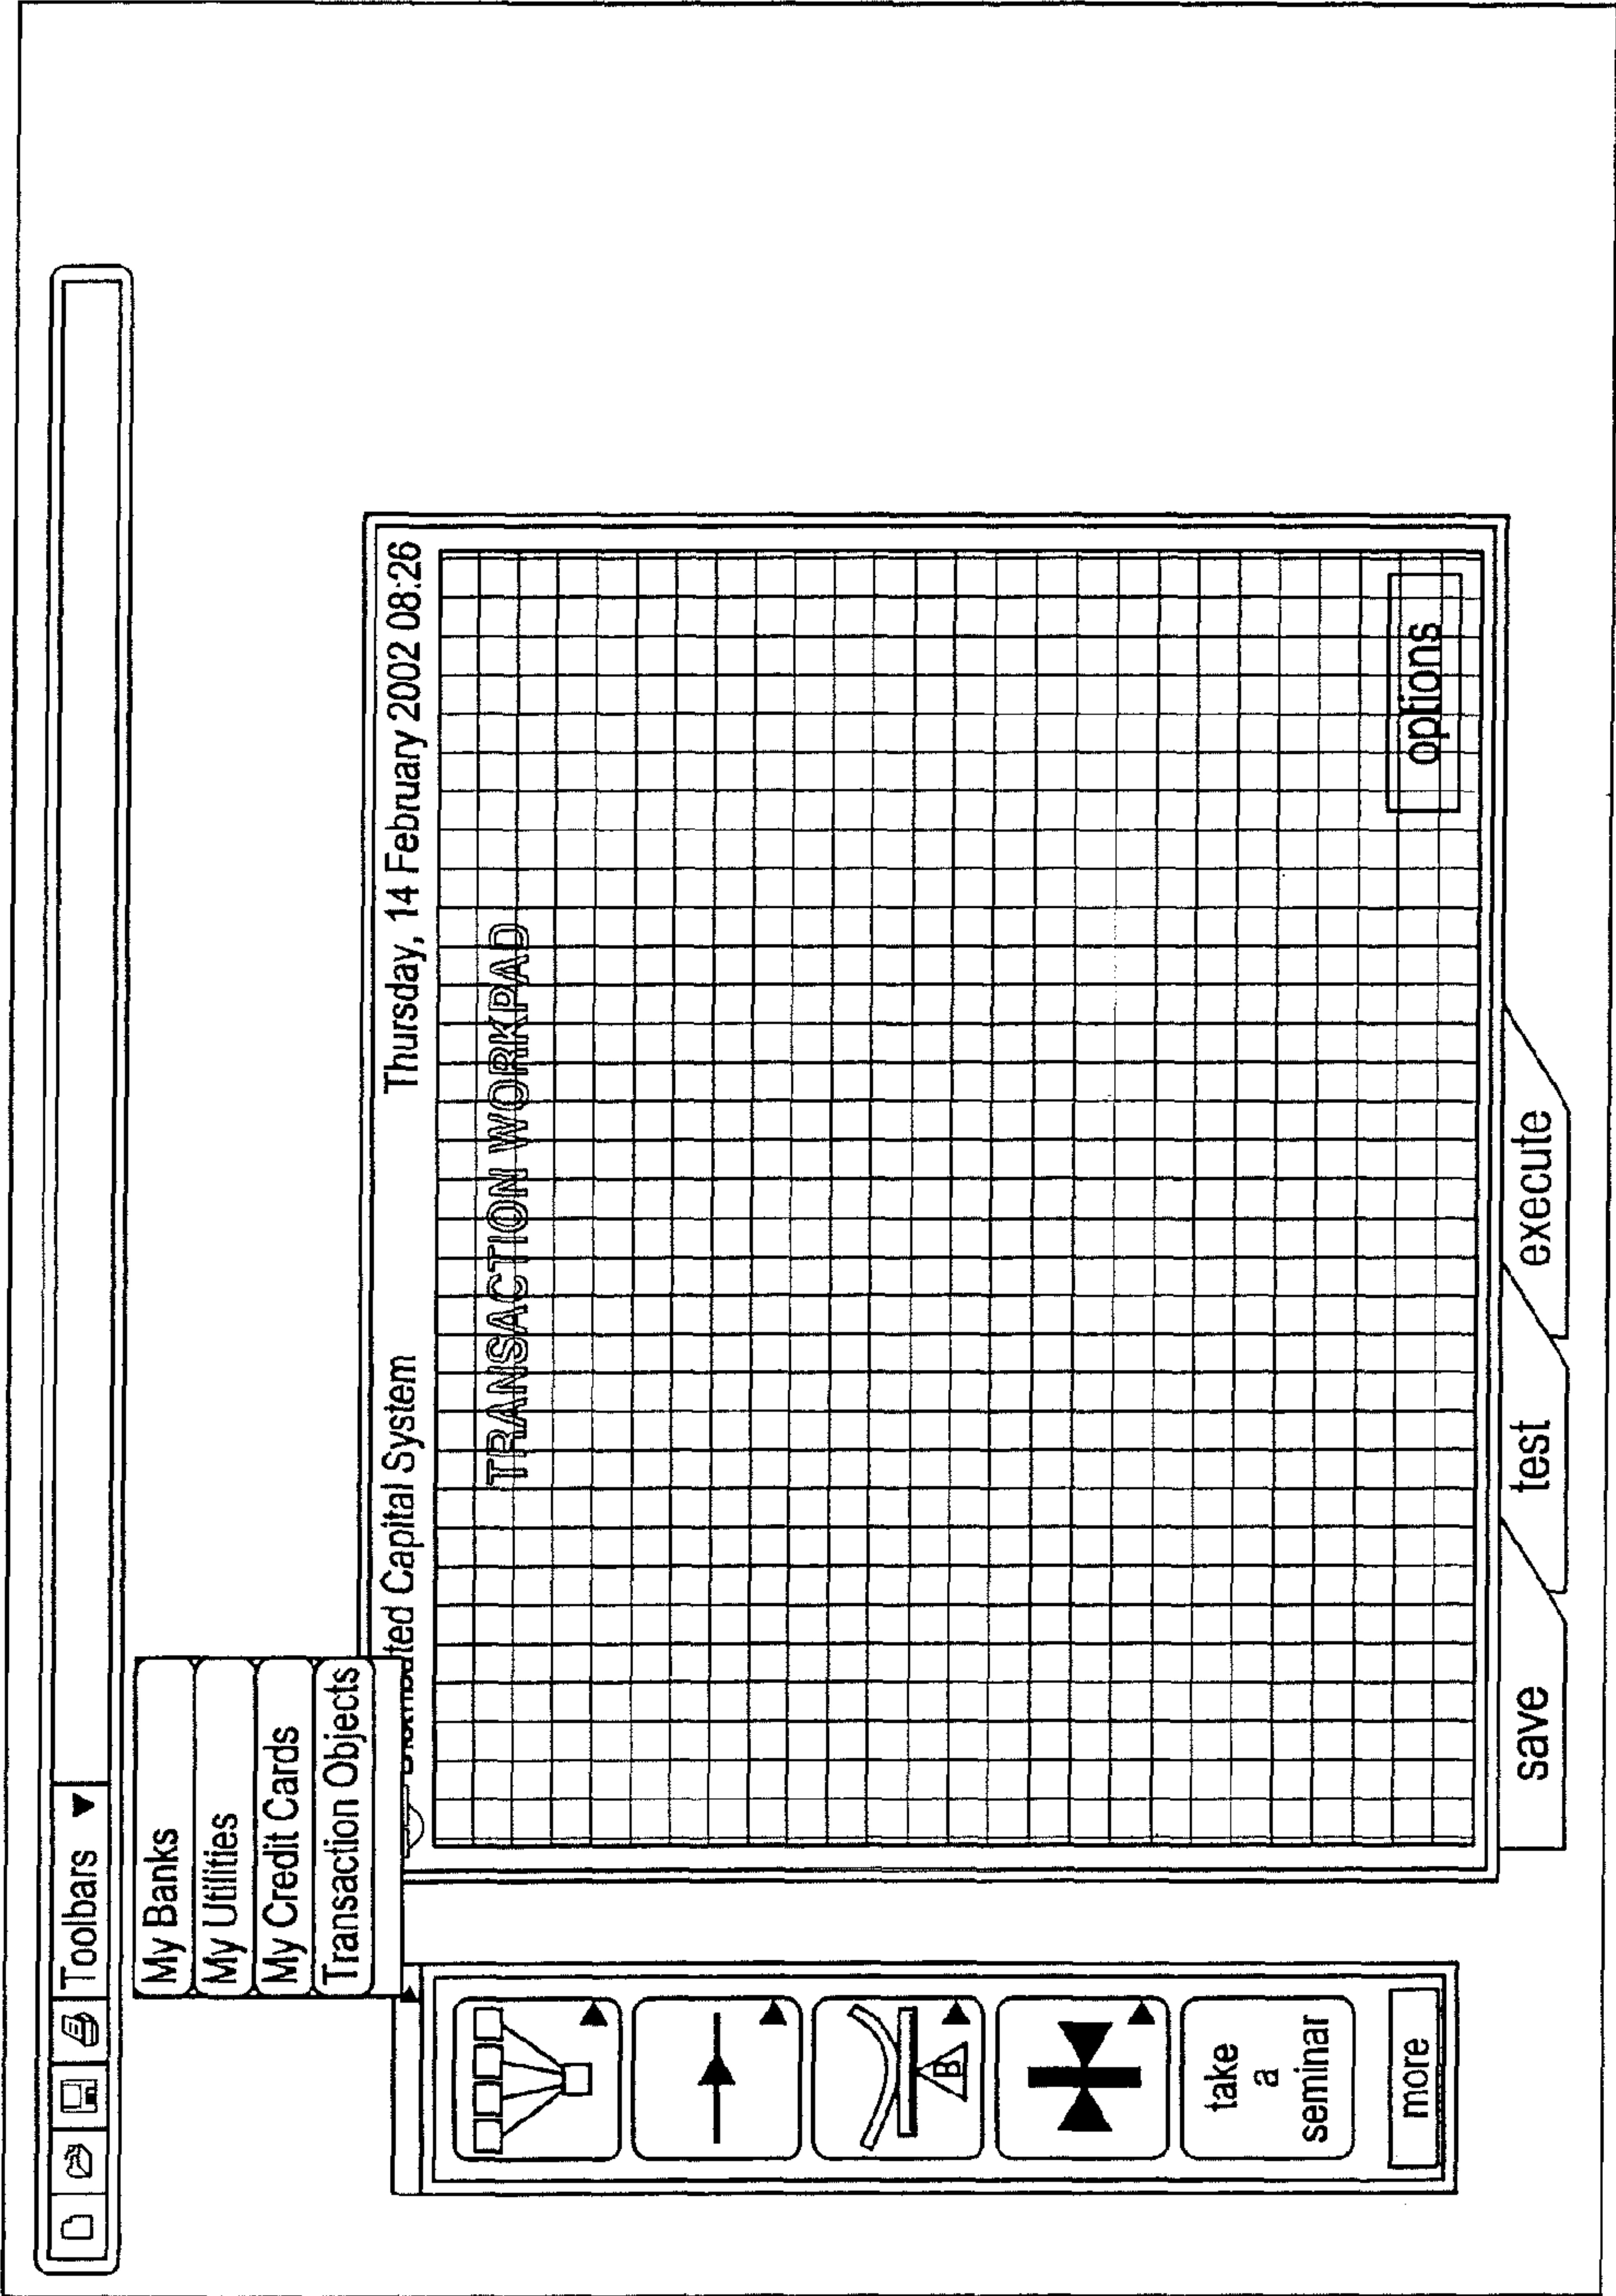 Toolbars
My Banks
My Utilities
My Credit Cards
Transaction Objects
Capital System
Thursday, 14 February 2002 08:26
TRANSACTION WORKPAD
B
take
a
seminar
more
options
save
test
execute